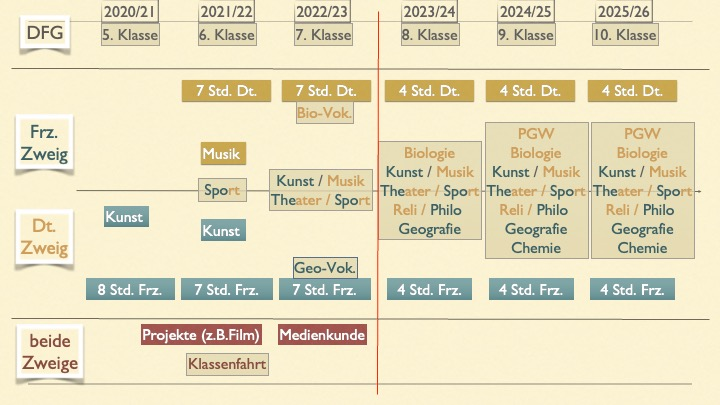 2020/21 2021/22 2022/23 2023/24 2024/25 2025/26
DFG 5. Klasse 6. Klasse 7. Klasse 8. Klasse 9. Klasse 10. Klasse
7 Std. Dt. 7 Std. Dt. 4 Std. Dt. 4 Std. Dt. 4 Std. Dt.
Bio-Vok.
Frz.
Zweig
Musik
Sport
Kunst / Musik
Theater / Sport
Biologie
Kunst / Musik
Theater / Sport
Reli / Philo
Geografie
PGW
Biologie
Kunst / Musik
Theater / Sport
Reli / Philo
Geografie
Chemie
PGW
Biologie
Kunst / Musik
Theater / Sport
Reli / Philo
Geografie
Chemie
Dt.
Zweig
Kunst
Kunst
Geo-Vok.
8 Std. Frz. 7 Std. Frz. 7 Std. Frz. 4 Std. Frz. 4 Std. Frz. 4 Std. Frz.
beide
Zweige
Projekte (z.B.Film) Medienkunde
Klassenfahrt